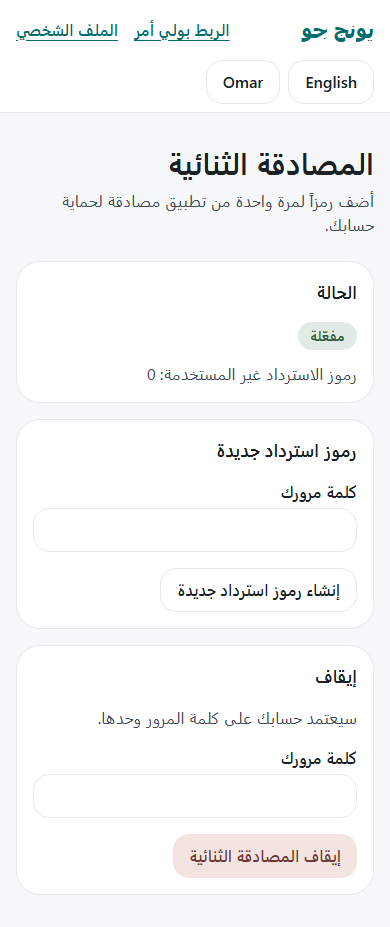 يونج جو
الربط بولي أمر
الملف الشخصي
English
Omar
المصادقة الثنائية
أضف رمزاً لمرة واحدة من تطبيق مصادقة لحماية
حسابك.
الحالة
مفعّلة
رموز الاسترداد غير المستخدمة: 0
رموز استرداد جديدة
كلمة مرورك
إنشاء رموز استرداد جديدة
إيقاف
سيعتمد حسابك على كلمة المرور وحدها.
كلمة مرورك
إيقاف المصادقة الثنائية